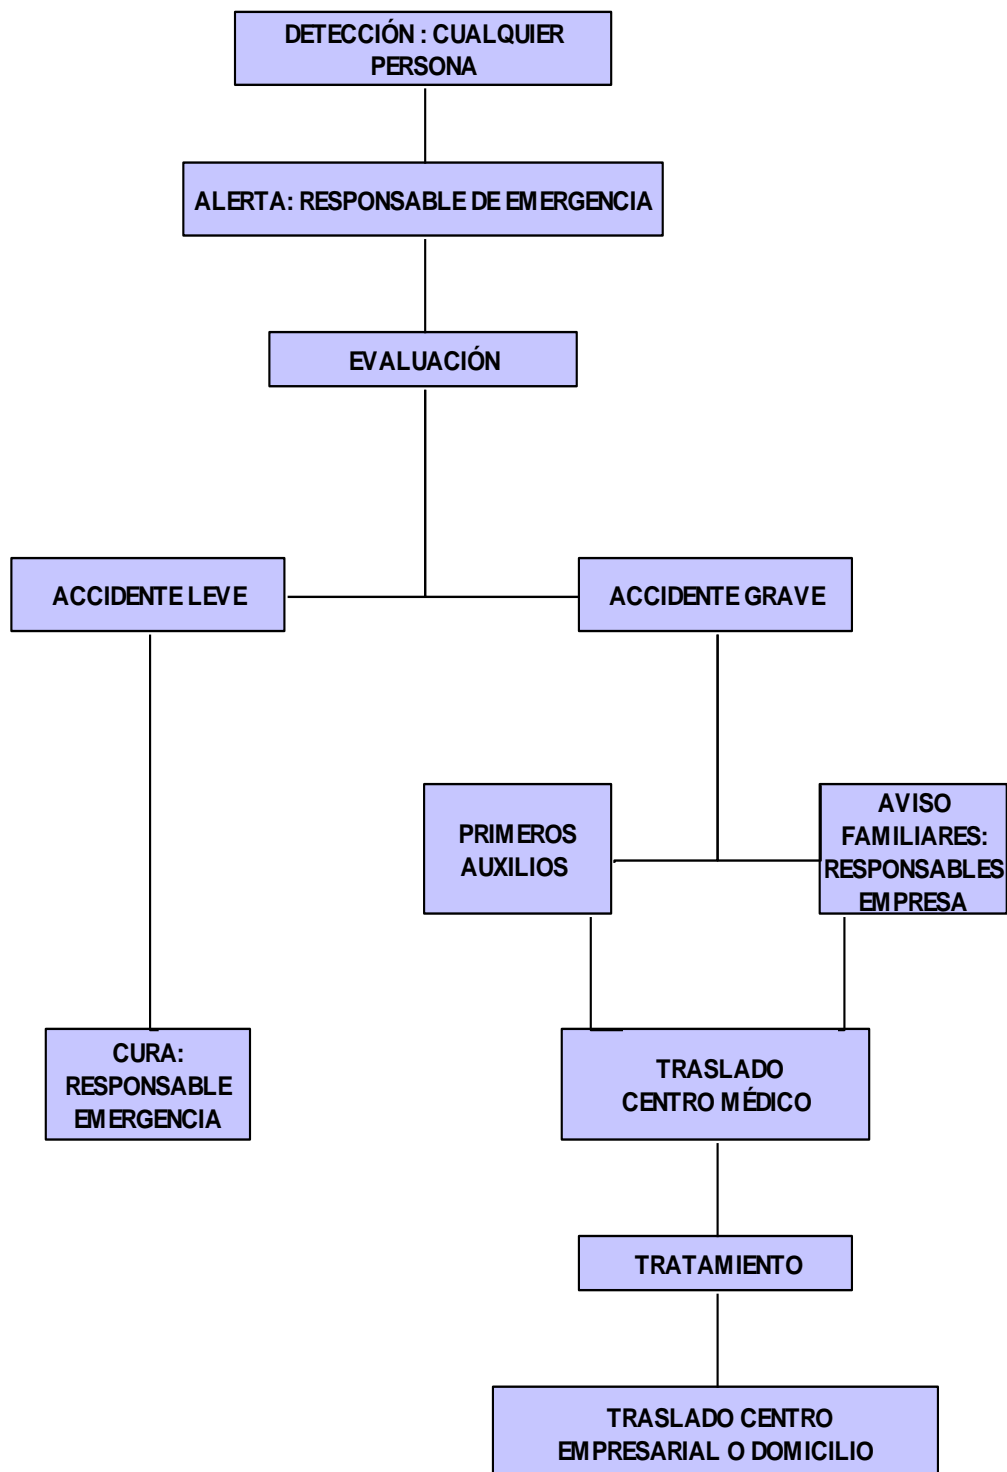 DETECCIÓN : CUALQUIER
PERSONA
ALERTA: RESPONSABLE DE EMERGENCIA
EVALUACIÓN
ACCIDENTE LEVE
ACCIDENTE GRAVE
PRIMEROS
AUXILIOS
AVISO
FAMILIARES:
RESPONSABLES
EMPRESA
CURA:
RESPONSABLE
EMERGENCIA
TRASLADO
CENTRO MÉDICO
TRATAMIENTO
TRASLADO CENTRO
EMPRESARIAL O DOMICILIO